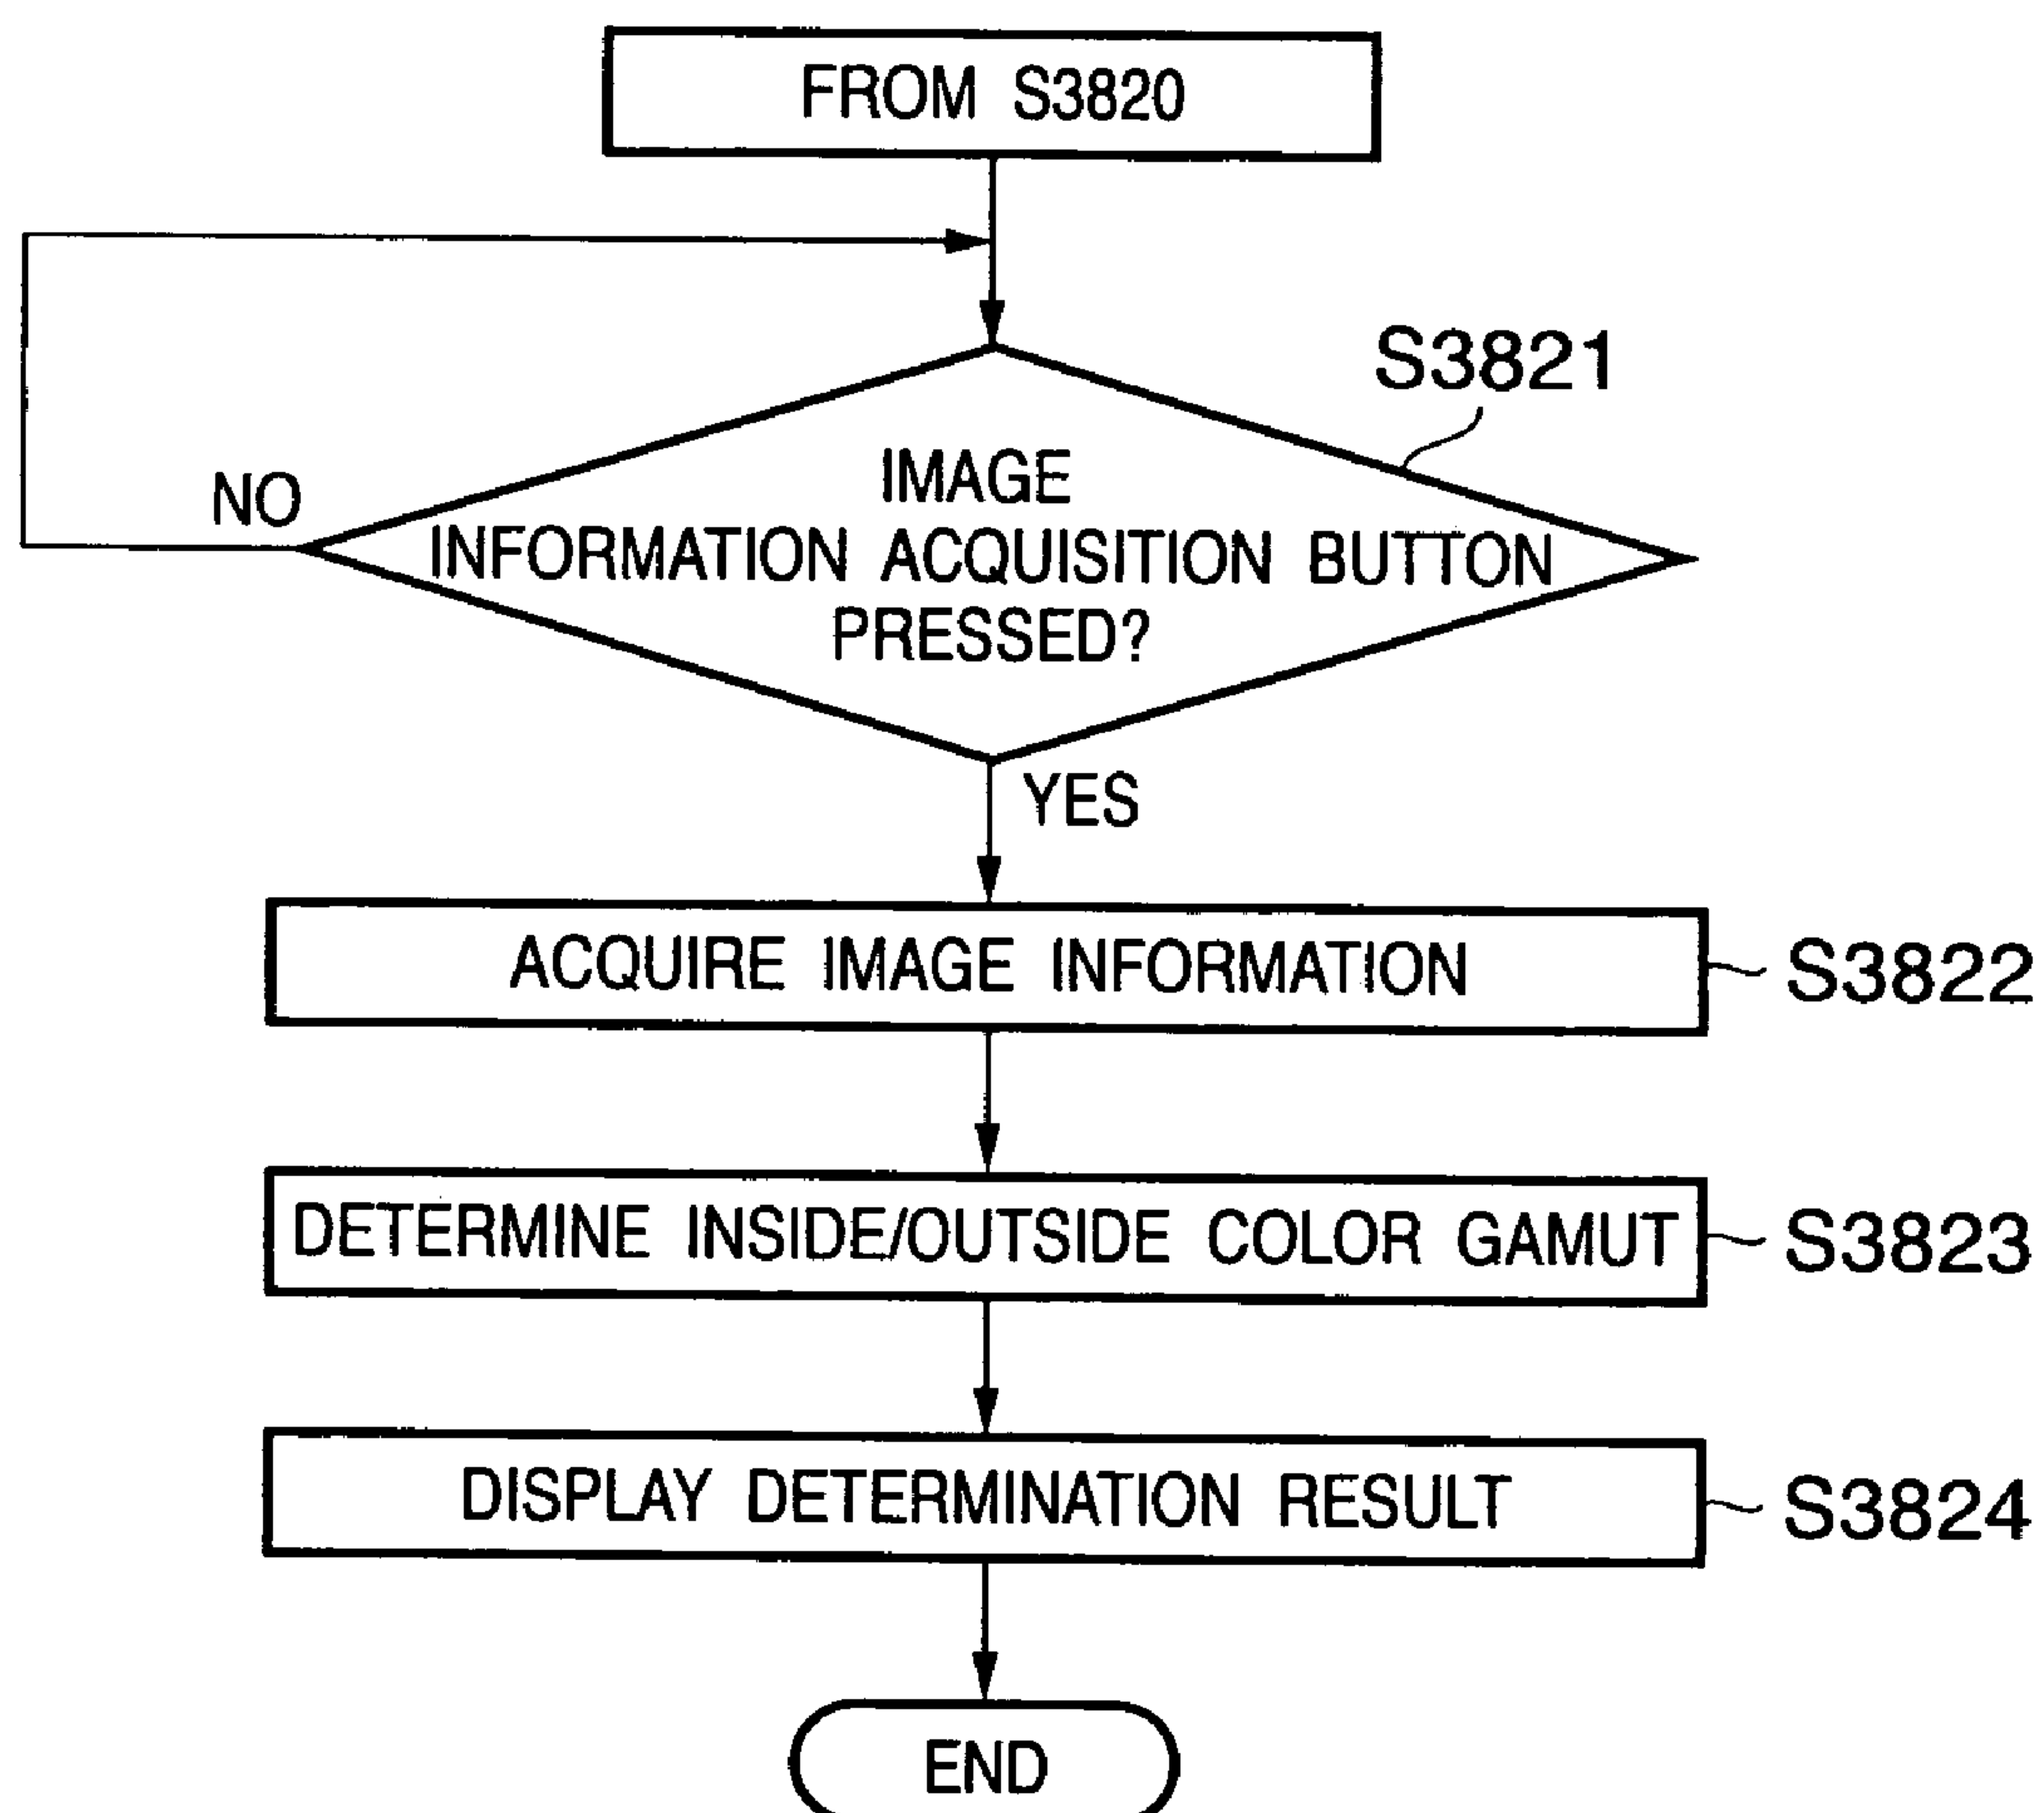 FROM S3820
S3821
IMAGE
INFORMATION ACQUISITION BUTTON
PRESSED?
NO
YES
ACQUIRE IMAGE INFORMATION
S3822
DETERMINE INSIDE/OUTSIDE COLOR GAMUT
S3823
DISPLAY DETERMINATION RESULT
S3824
END